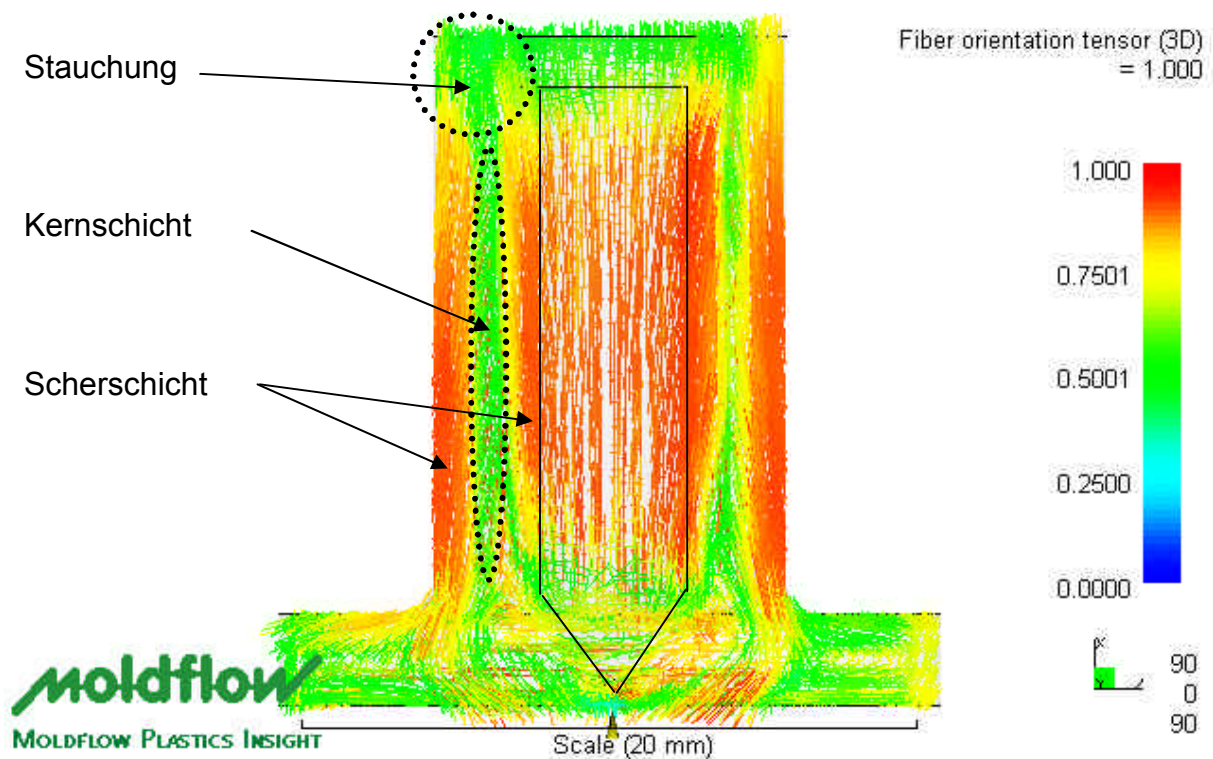 Stauchung
Kernschicht
Scherschicht
Fiber orientation tensor (3D)
= 1.000
1.000
0.7501
0.5001
0.2500
0.0000
90
0
90
moldflow
MOLDFLOW PLASTICS INSIGHT
Scale (20 mm)